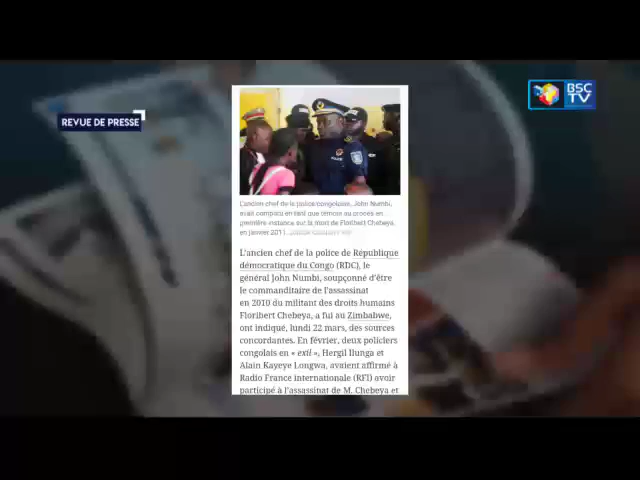 REVUE DE PRESSE
BSC
TV
L'ancien chef de la police congolaise, John Numbi,
avait comparu en tant que témoin au procès en
première instance sur la mort de Floribert Chebeya,
en janvier 2011.
L'ancien chef de la police de République
démocratique du Congo (RDC), le
général John Numbi, soupçonné d'être
le commanditaire de l'assassinat
en 2010 du militant des droits humains
Floribert Chebeya, a fui au Zimbabwe,
ont indiqué, lundi 22 mars, des sources
concordantes. En février, deux policiers
congolais en « exil », Hergil Ilunga et
Alain Kayeye Longwa, avaient affirmé à
Radio France internationale (RFI) avoir
participé à l'assassinat de M. Chebeya et